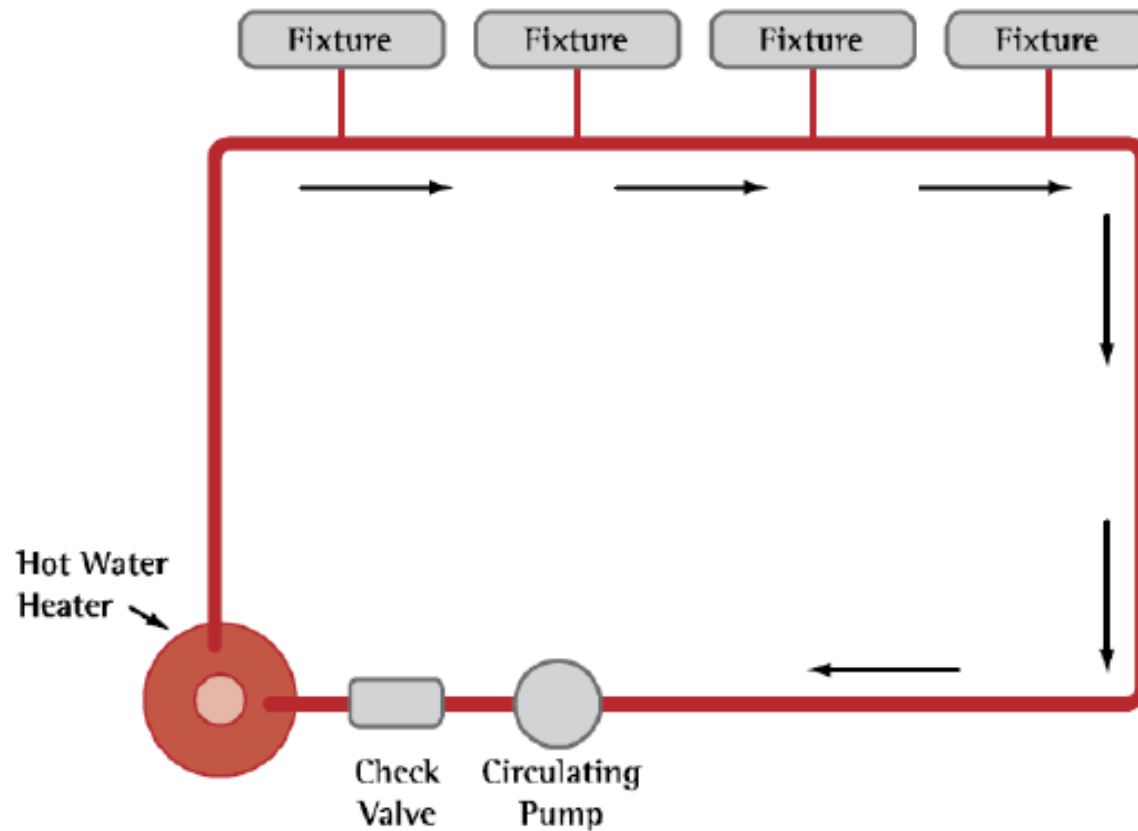 Fixture
Fixture
Fixture
Fixture
Hot Water
Heater
Check
Valve
Circulating
Pump